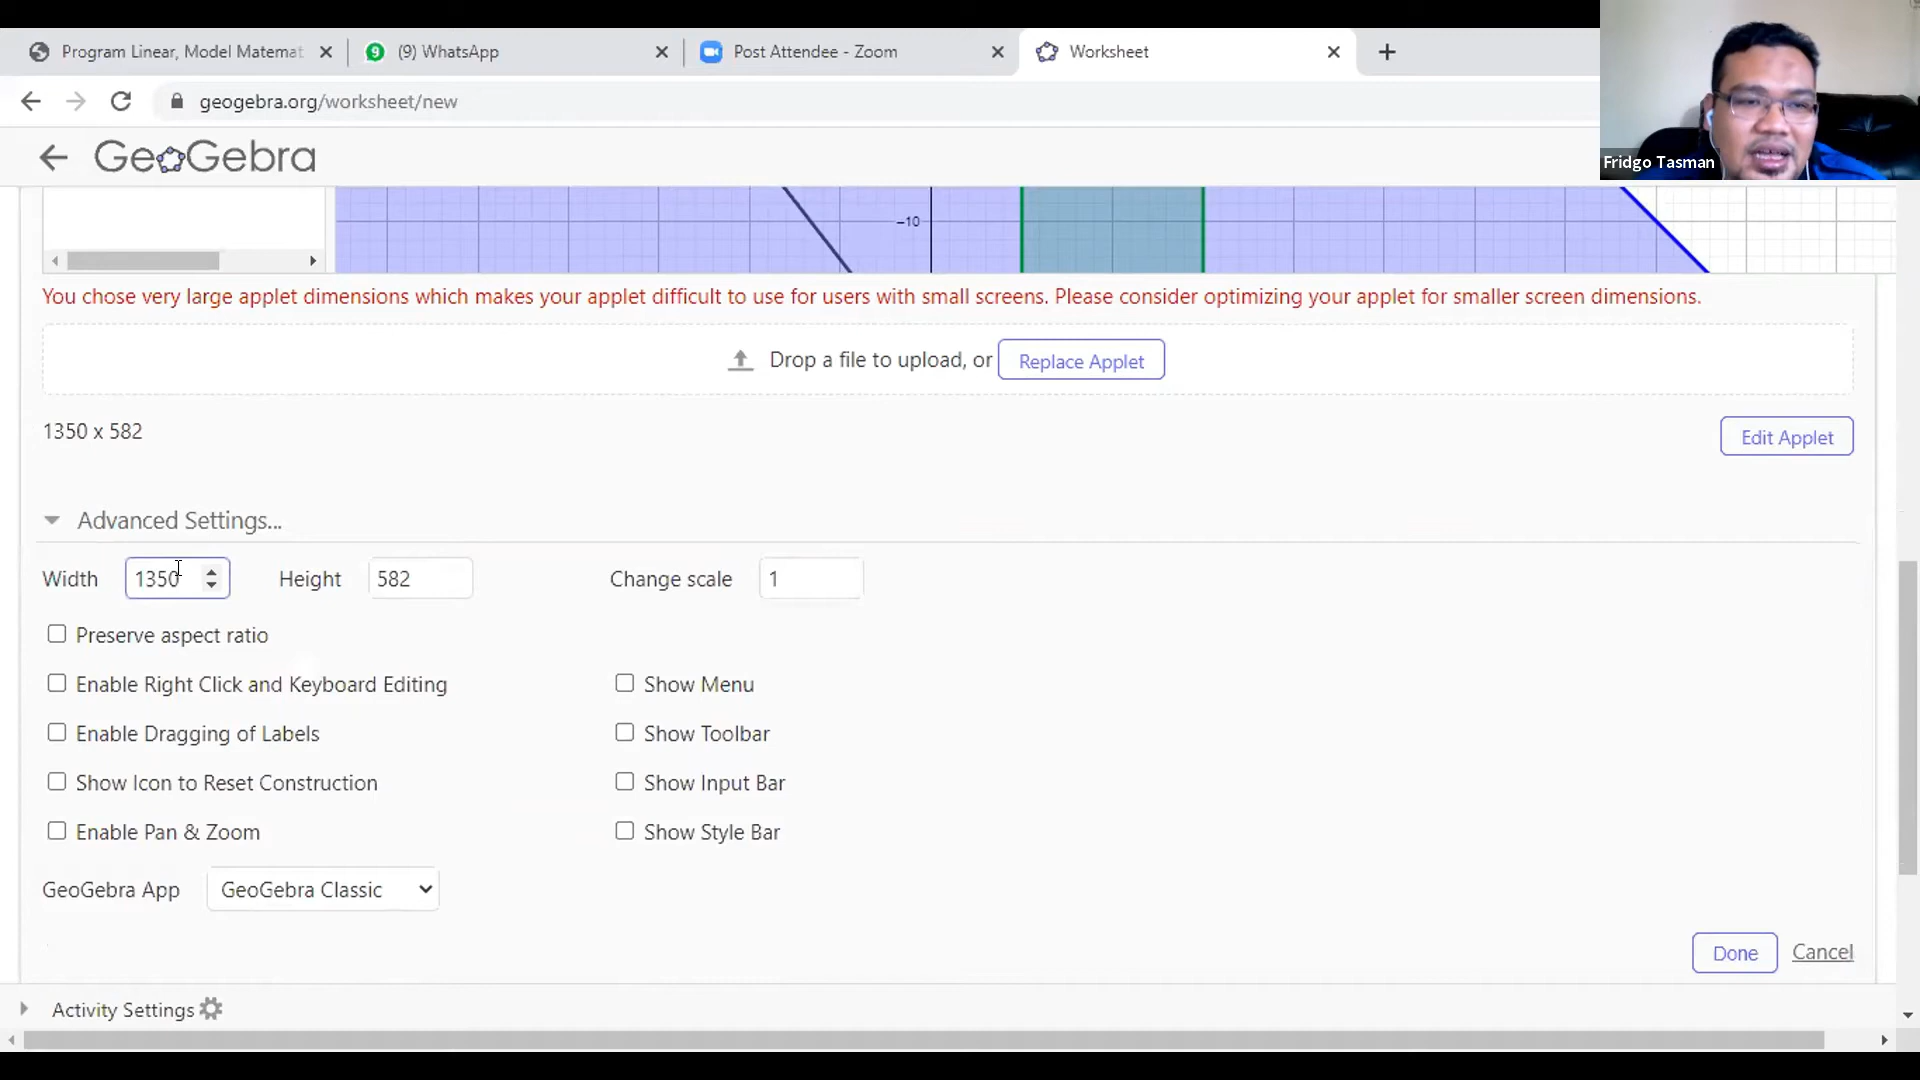 Program Linear, Model Matemat
9
(9) WhatsApp
Post Attendee - Zoom
Worksheet
geogebra.org/worksheet/new
Fridgo Tasman
GeoGebra
−10
You chose very large applet dimensions which makes your applet difficult to use for users with small screens. Please consider optimizing your applet for smaller screen dimensions.
Drop a file to upload, or Replace Applet
1350 x 582
Edit Applet
Advanced Settings...
Width 1350 Height 582 Change scale 1
Preserve aspect ratio
Enable Right Click and Keyboard Editing Show Menu
Enable Dragging of Labels Show Toolbar
Show Icon to Reset Construction Show Input Bar
Enable Pan & Zoom Show Style Bar
GeoGebra App GeoGebra Classic
Done Cancel
Activity Settings